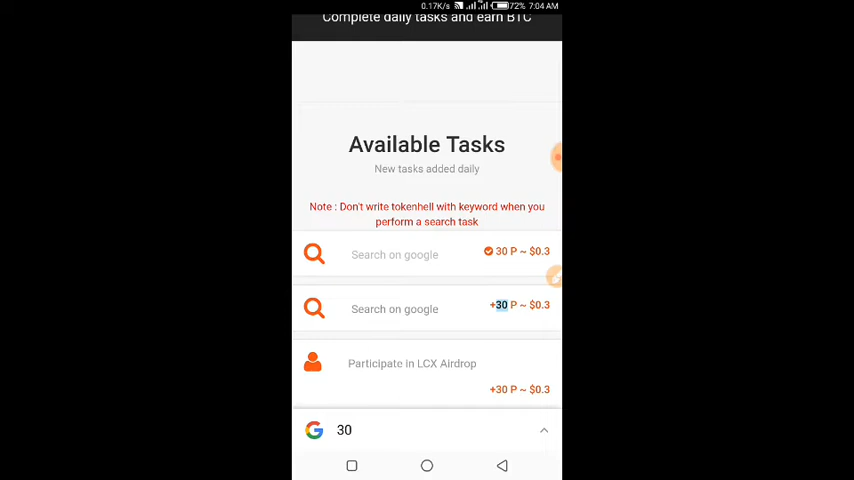 0.17K/s 72% 7:04 AM
Complete daily tasks and earn BTC
Available Tasks
New tasks added daily
Note : Don't write tokenhell with keyword when you
perform a search task
Search on google 30 P ~ $0.3
Search on google +30 P ~ $0.3
Participate in LCX Airdrop
+30 P ~ $0.3
30